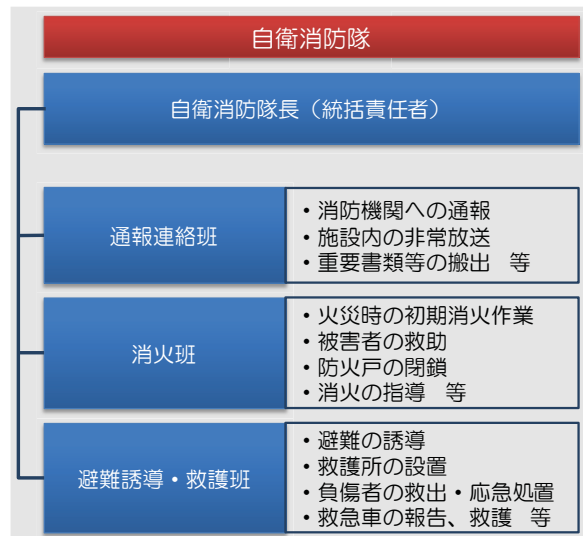 自衛消防隊
自衛消防隊長（統括責任者）
通報連絡班
・消防機関への通報
・施設内の非常放送
・重要書類等の搬出　等
消火班
・火災時の初期消火作業
・被害者の救助
・防火戸の閉鎖
・消火の指導　等
避難誘導・救護班
・避難の誘導
・救護所の設置
・負傷者の救出・応急処置
・救急車の報告、救護　等